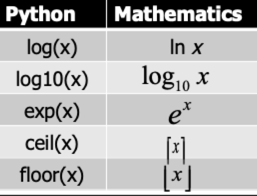 Python Mathematics
log(x) ln x
log10(x) log₁₀ x
exp(x) eˣ
ceil(x) ⌈x⌉
floor(x) ⌊x⌋